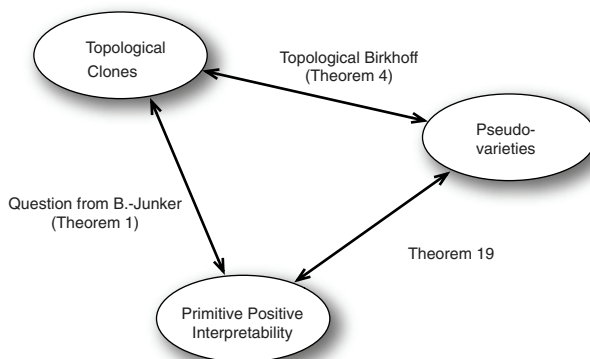 Topological
Clones
Topological Birkhoff
(Theorem 4)
Pseudo-
varieties
Question from B.-Junker
(Theorem 1)
Theorem 19
Primitive Positive
Interpretability